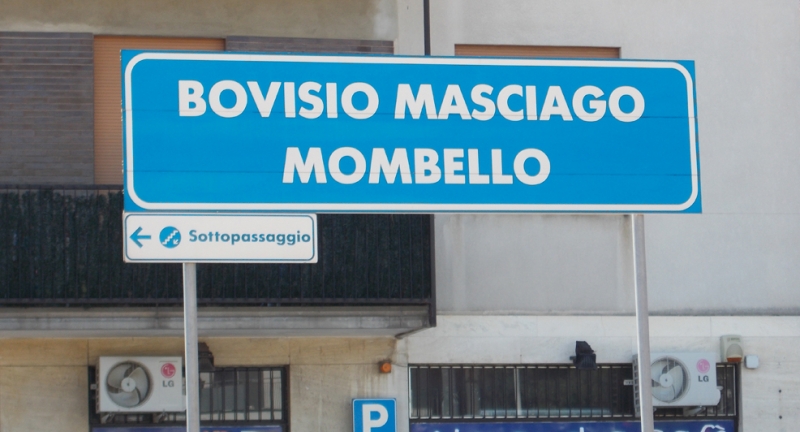 BOVISIO MASCIAGO
MOMBELLO
← Sottopassaggio
LG
P
LG